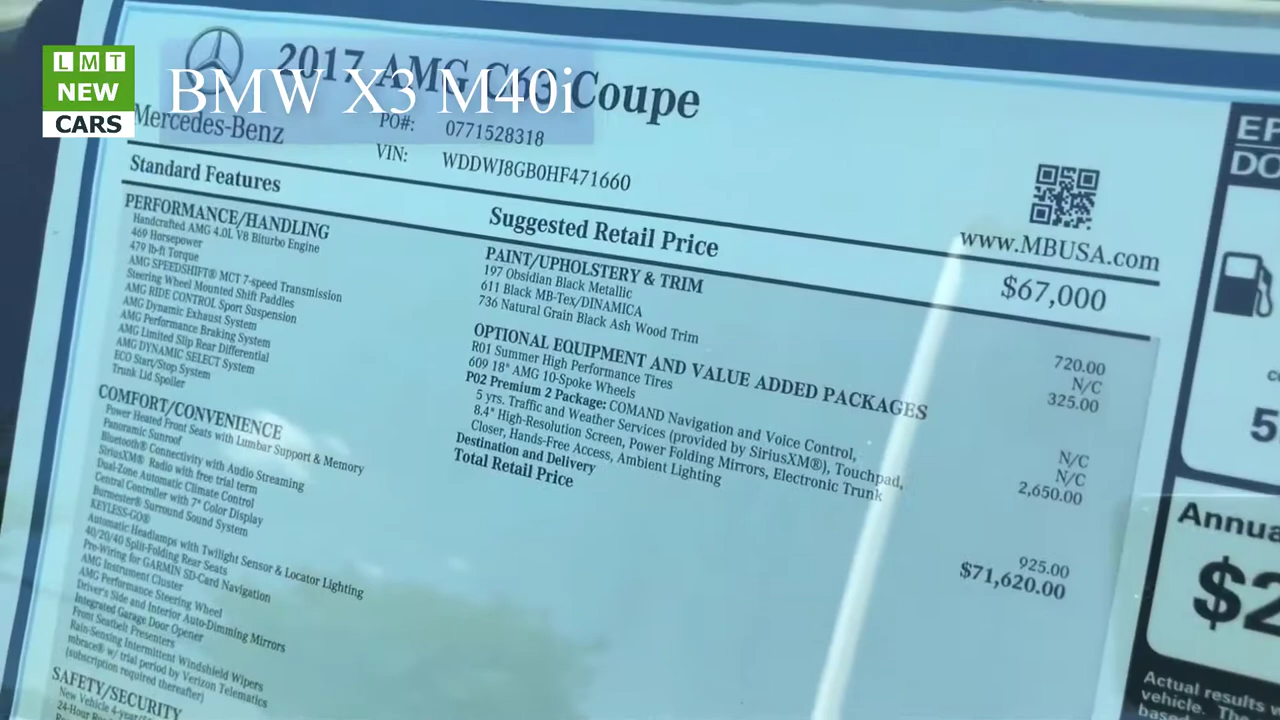 LMT
NEW
CARS
BMW X3 M40i
2017 AMG C63 Coupe
Mercedes-Benz
PO#: 0771528318
VIN: WDDWJ8GB0HF471660
www.MBUSA.com
Standard Features
PERFORMANCE/HANDLING
Handcrafted AMG 4.0L V8 Biturbo Engine
469 Horsepower
479 lb-ft Torque
AMG SPEEDSHIFT® MCT 7-speed Transmission
Steering Wheel Mounted Shift Paddles
AMG RIDE CONTROL Sport Suspension
AMG Dynamic Exhaust System
AMG Performance Braking System
AMG Limited Slip Rear Differential
AMG DYNAMIC SELECT System
ECO Start/Stop System
Trunk Lid Spoiler
COMFORT/CONVENIENCE
Power Heated Front Seats with Lumbar Support & Memory
Panoramic Sunroof
Bluetooth® Connectivity with Audio Streaming
SiriusXM® Radio with free trial term
Dual-Zone Automatic Climate Control
Central Controller with 7" Color Display
Burmester® Surround Sound System
KEYLESS-GO®
Automatic Headlamps with Twilight Sensor & Locator Lighting
40/20/40 Split-Folding Rear Seats
Pre-Wiring for GARMIN SD-Card Navigation
AMG Instrument Cluster
AMG Performance Steering Wheel
Driver's Side and Interior Auto-Dimming Mirrors
Integrated Garage Door Opener
Front Seatbelt Presenters
Rain-Sensing Intermittent Windshield Wipers
mbrace® w/ trial period by Verizon Telematics
(subscription required thereafter)
SAFETY/SECURITY
New Vehicle 4-year/5
24-Hour
Suggested Retail Price $67,000
PAINT/UPHOLSTERY & TRIM
197 Obsidian Black Metallic 720.00
611 Black MB-Tex/DINAMICA N/C
736 Natural Grain Black Ash Wood Trim 325.00
OPTIONAL EQUIPMENT AND VALUE ADDED PACKAGES
R01 Summer High Performance Tires N/C
609 18" AMG 10-Spoke Wheels N/C
P02 Premium 2 Package: COMAND Navigation and Voice Control, 2,650.00
5 yrs. Traffic and Weather Services (provided by SiriusXM®), Touchpad,
8.4" High-Resolution Screen, Power Folding Mirrors, Electronic Trunk
Closer, Hands-Free Access, Ambient Lighting
Destination and Delivery 925.00
Total Retail Price $71,620.00
EP
DO
5
Annua
$2
Actual results
vehicle. The
base